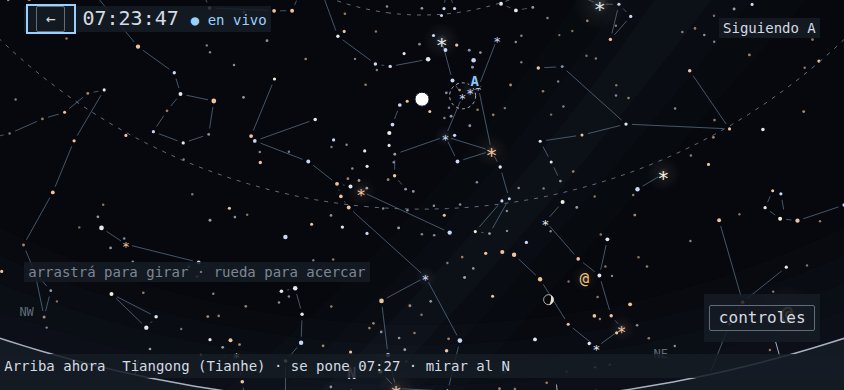 ← 07:23:47 ● en vivo
Siguiendo A
A
arrastrá para girar · rueda para acercar
NW
controles
NE
Arriba ahora Tiangong (Tianhe) · se pone 07:27 · mirar al N
N